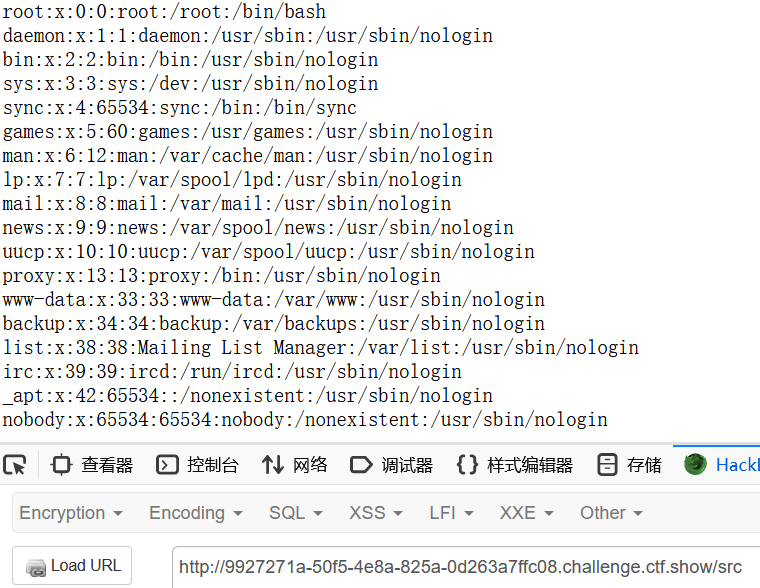 root:x:0:0:root:/root:/bin/bash
daemon:x:1:1:daemon:/usr/sbin:/usr/sbin/nologin
bin:x:2:2:bin:/bin:/usr/sbin/nologin
sys:x:3:3:sys:/dev:/usr/sbin/nologin
sync:x:4:65534:sync:/bin:/bin/sync
games:x:5:60:games:/usr/games:/usr/sbin/nologin
man:x:6:12:man:/var/cache/man:/usr/sbin/nologin
lp:x:7:7:lp:/var/spool/lpd:/usr/sbin/nologin
mail:x:8:8:mail:/var/mail:/usr/sbin/nologin
news:x:9:9:news:/var/spool/news:/usr/sbin/nologin
uucp:x:10:10:uucp:/var/spool/uucp:/usr/sbin/nologin
proxy:x:13:13:proxy:/bin:/usr/sbin/nologin
www-data:x:33:33:www-data:/var/www:/usr/sbin/nologin
backup:x:34:34:backup:/var/backups:/usr/sbin/nologin
list:x:38:38:Mailing List Manager:/var/list:/usr/sbin/nologin
irc:x:39:39:ircd:/run/ircd:/usr/sbin/nologin
_apt:x:42:65534::/nonexistent:/usr/sbin/nologin
nobody:x:65534:65534:nobody:/nonexistent:/usr/sbin/nologin
查看器 控制台 网络 调试器 样式编辑器 存储 Hackl
Encryption Encoding SQL XSS LFI XXE Other
Load URL http://9927271a-50f5-4e8a-825a-0d263a7ffc08.challenge.ctf.show/src